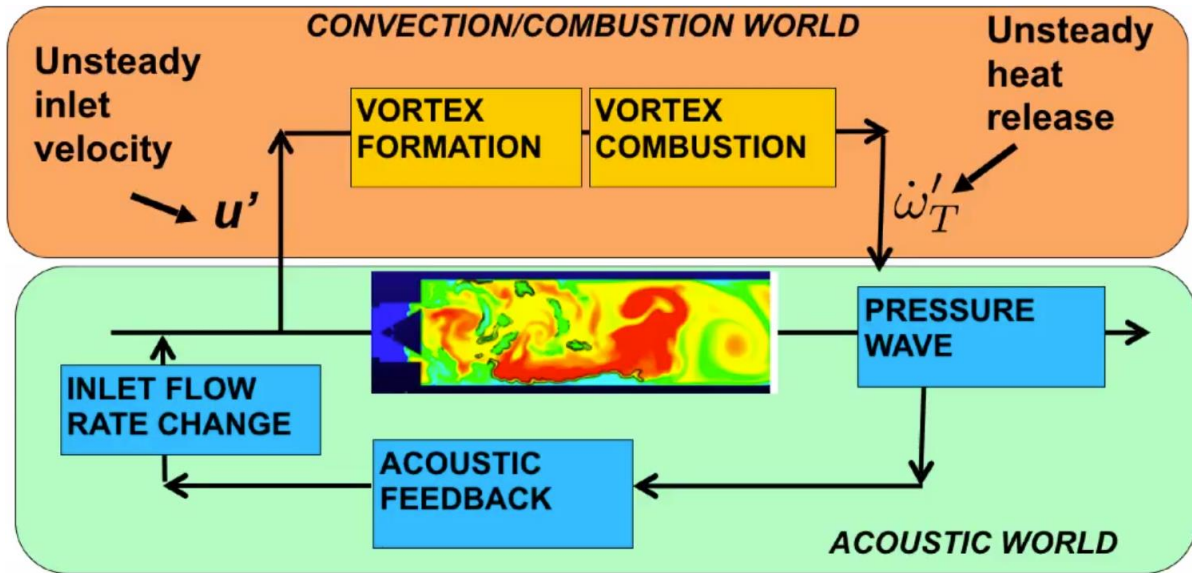 CONVECTION/COMBUSTION WORLD
Unsteady
inlet
velocity
u'
VORTEX
FORMATION
VORTEX
COMBUSTION
Unsteady
heat
release
ω̇'_T
PRESSURE
WAVE
INLET FLOW
RATE CHANGE
ACOUSTIC
FEEDBACK
ACOUSTIC WORLD